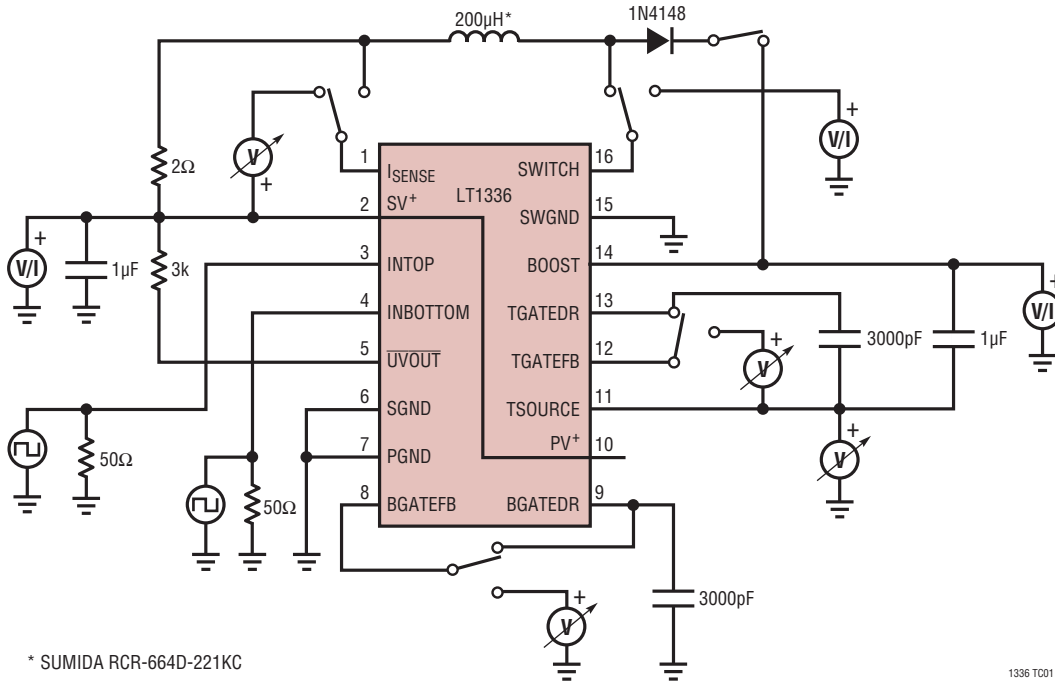 200µH*
1N4148
2Ω
V
+
+
V/I
1
I_SENSE
LT1336
SWITCH
16
2
SV+
SWGND
15
+
V/I
1µF
3k
3
INTOP
BOOST
14
4
INBOTTOM
TGATEDR
13
+
V/I
5
U̅V̅O̅U̅T̅
TGATEFB
12
+
V
3000pF
1µF
6
SGND
TSOURCE
11
50Ω
7
PGND
PV+
10
+
V
50Ω
8
BGATEFB
BGATEDR
9
+
V
3000pF
* SUMIDA RCR-664D-221KC
1336 TC01